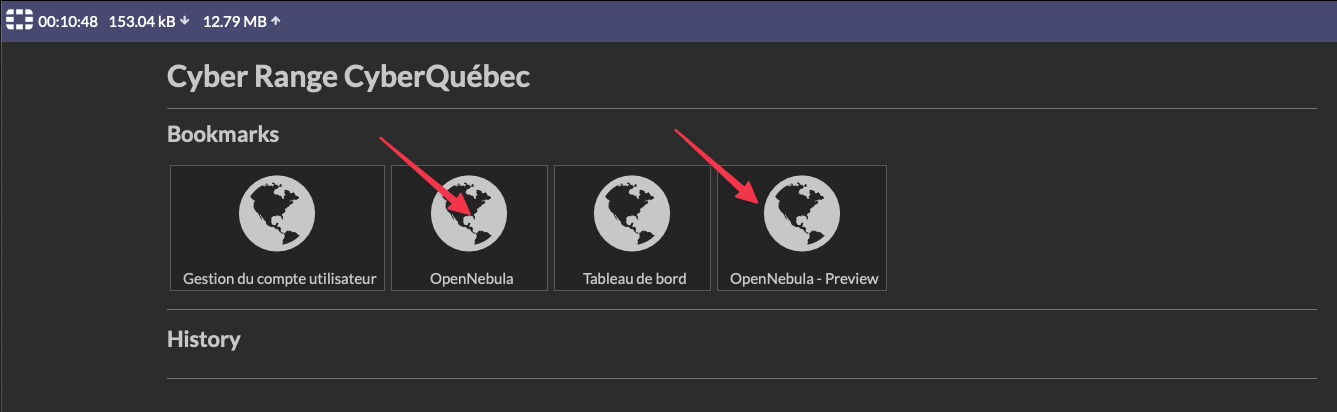 00:10:48 153.04 kB 12.79 MB
Cyber Range CyberQuébec
Bookmarks
Gestion du compte utilisateur OpenNebula Tableau de bord OpenNebula - Preview
History